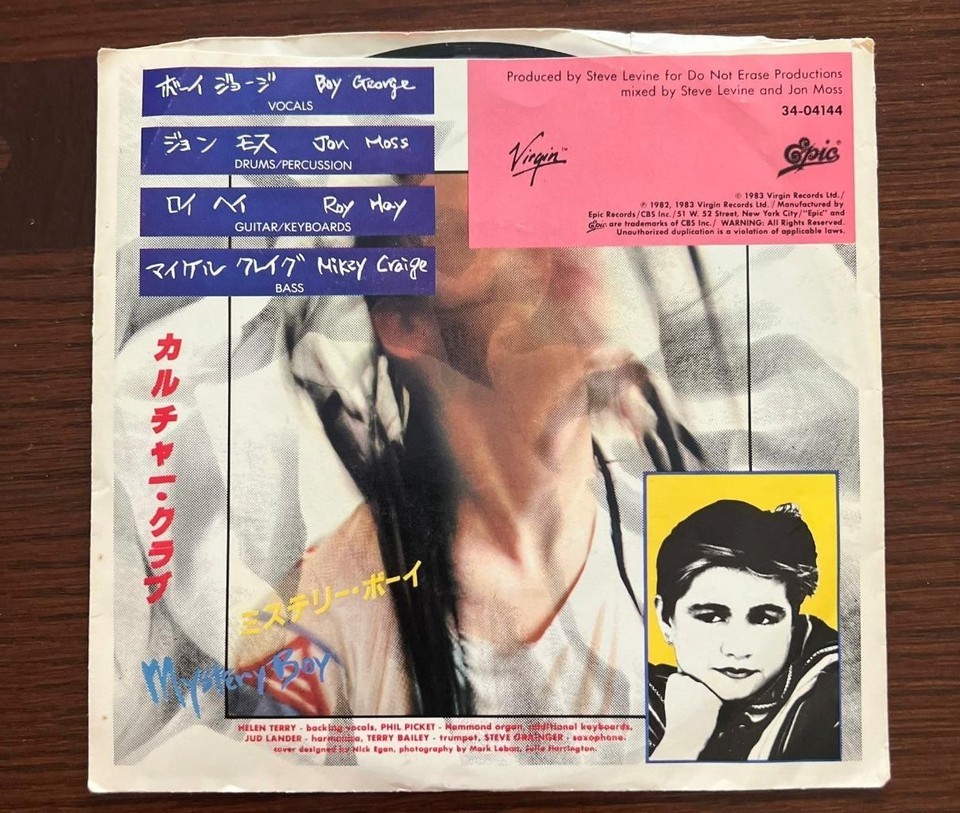 ボーイ ジョージ Boy George
VOCALS
ジョン モス Jon Moss
DRUMS/PERCUSSION
ロイ ヘイ Roy Hay
GUITAR/KEYBOARDS
マイケル クレイグ Mikey Craige
BASS
Produced by Steve Levine for Do Not Erase Productions
mixed by Steve Levine and Jon Moss
34-04144
Virgin™
Epic
℗ 1983 Virgin Records Ltd./
© 1982, 1983 Virgin Records Ltd. / Manufactured by
Epic Records/CBS Inc./51 W. 52 Street, New York City/"Epic" and
Epic are trademarks of CBS Inc./ WARNING: All Rights Reserved.
Unauthorized duplication is a violation of applicable laws.
カルチャー・クラブ
ミステリー・ボーイ
Mystery Boy
HELEN TERRY - backing vocals, PHIL PICKET - Hammond organ, additional keyboards,
JUD LANDER - harmonica, TERRY BAILEY - trumpet, STEVE GRAINGER - saxophone.
cover designed by Nick Egan, photography by Mark Lebon, Julie Harrington.